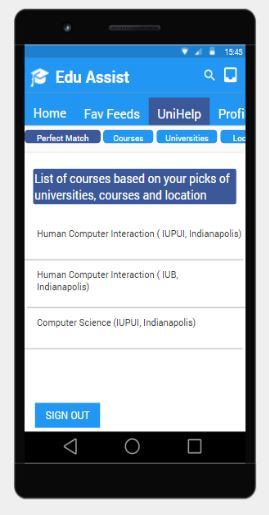 15:45
Edu Assist
Home Fav Feeds UniHelp Profi
Perfect Match Courses Universities Loc
List of courses based on your picks of
universities, courses and location
Human Computer Interaction ( IUPUI, Indianapolis)
Human Computer Interaction ( IUB,
Indianapolis)
Computer Science (IUPUI, Indianapolis)
SIGN OUT